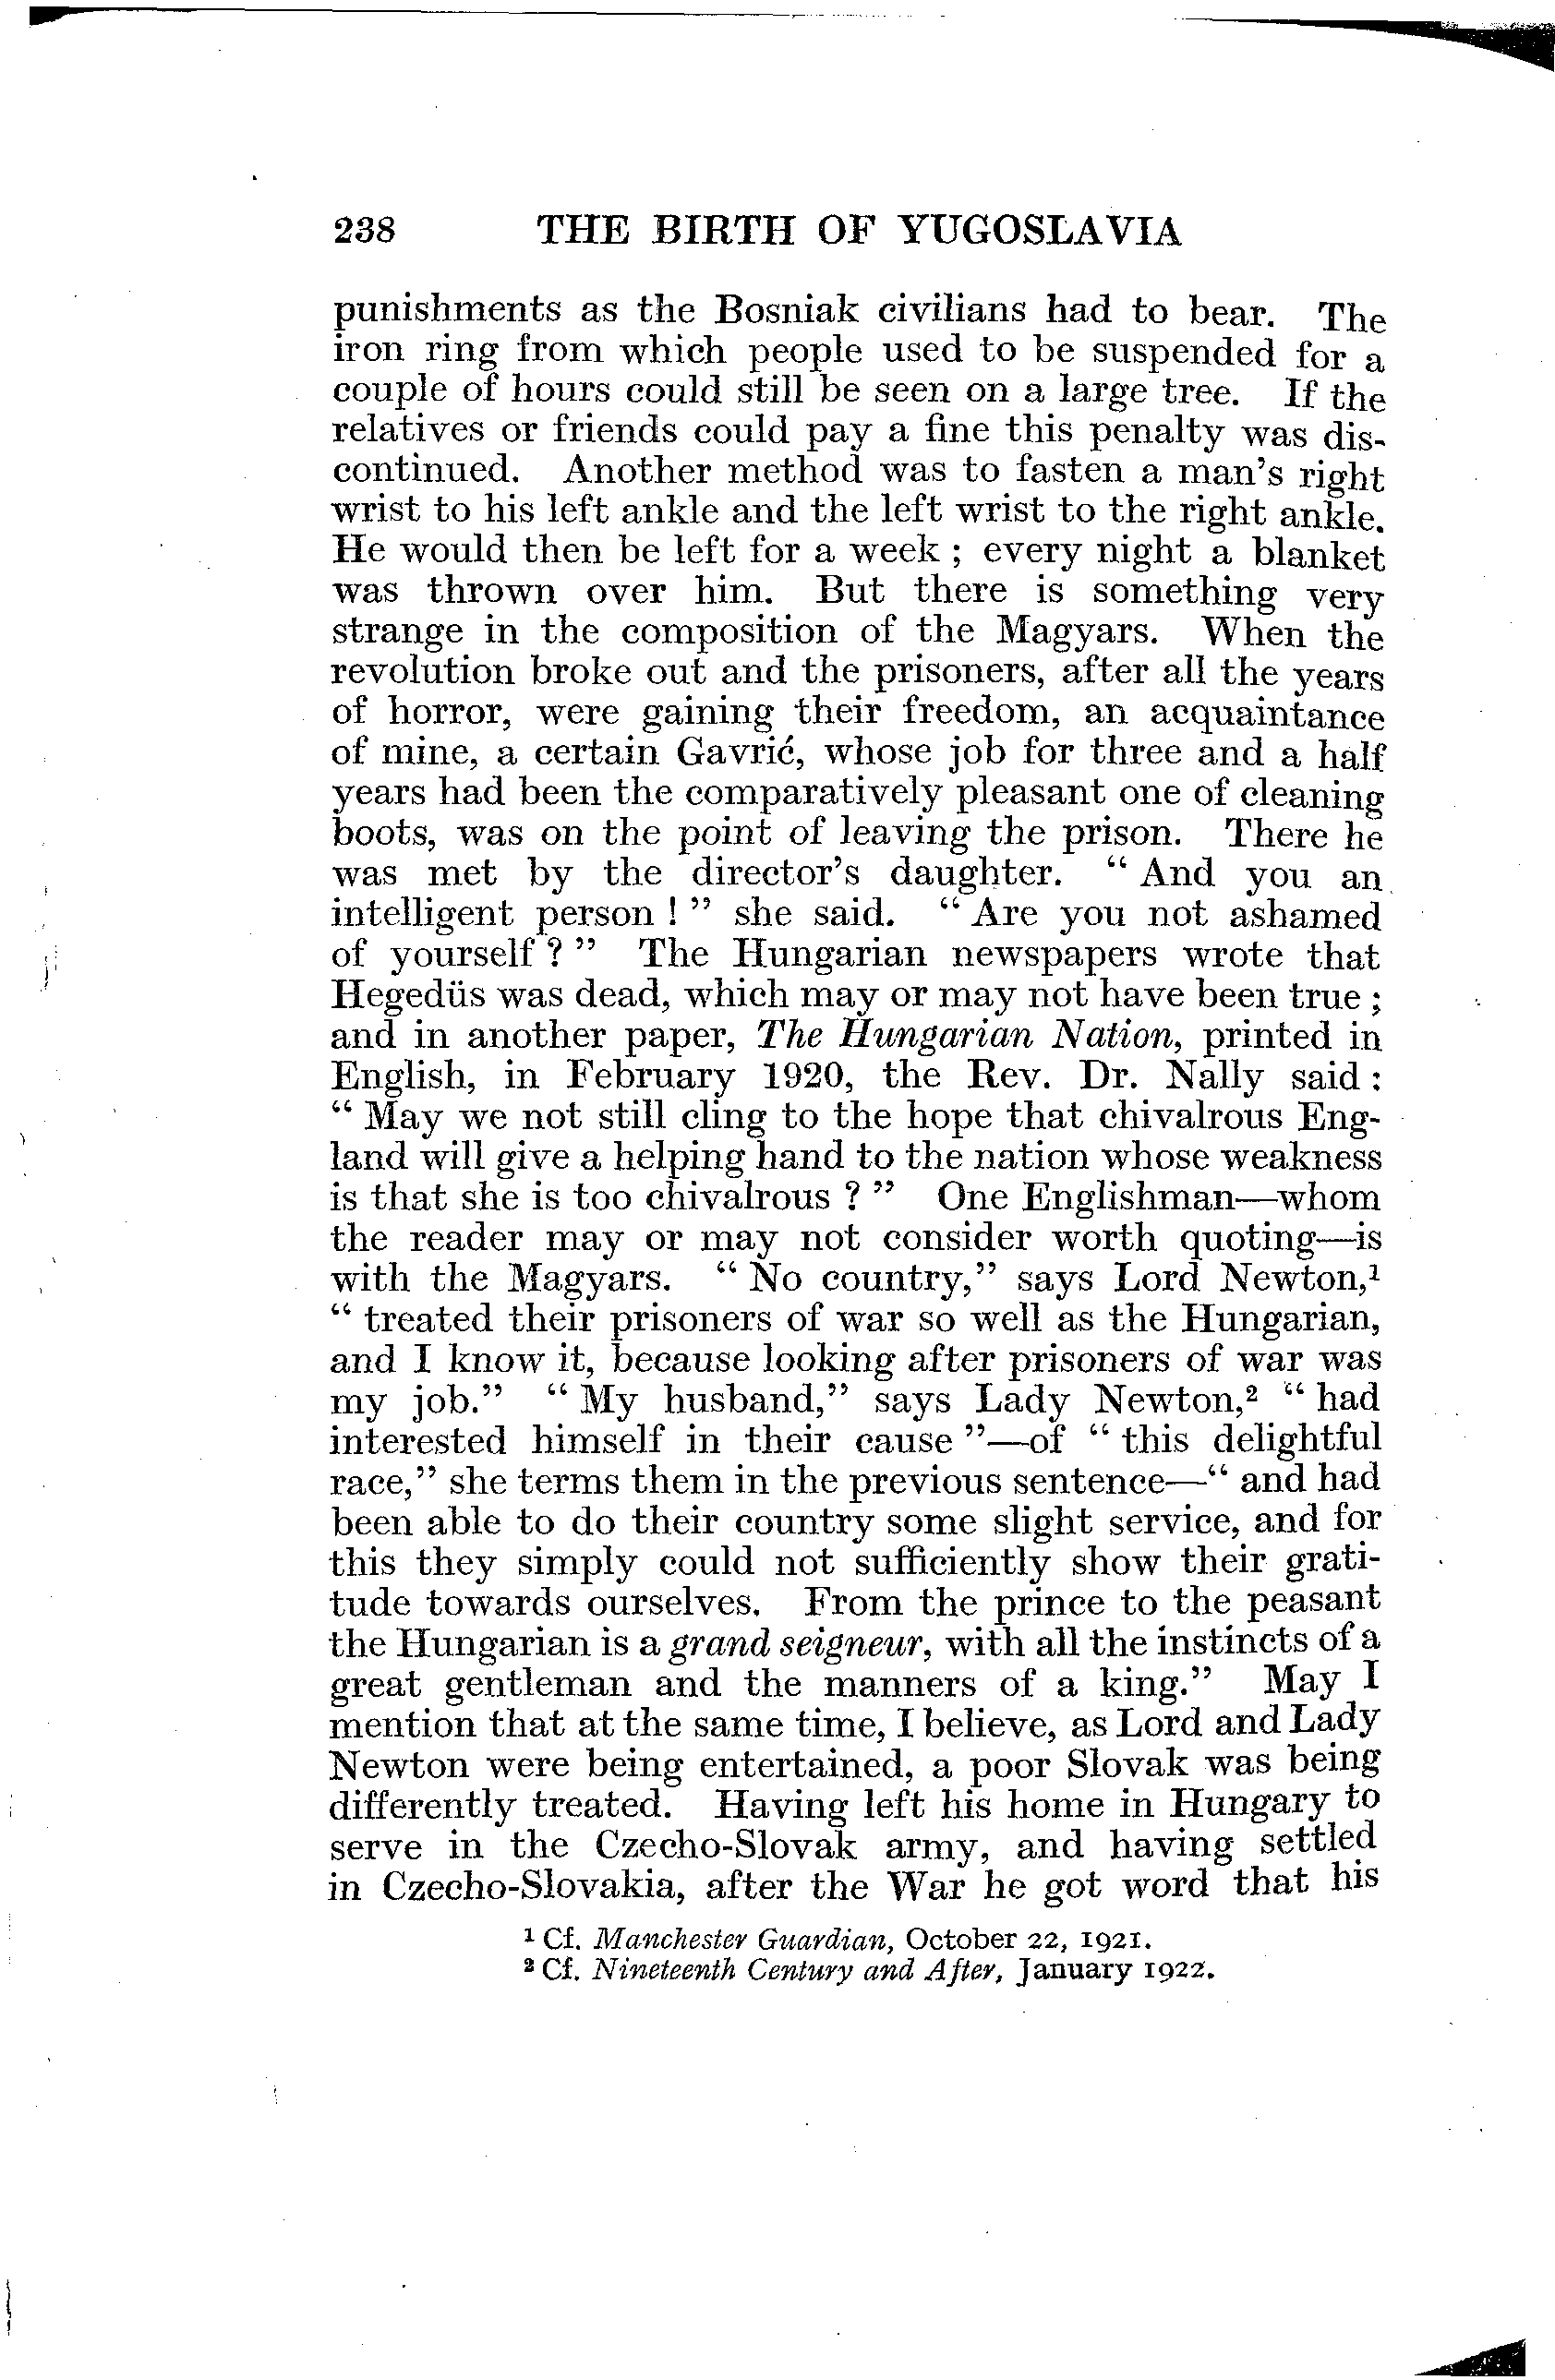 238 THE BIRTH OF YUGOSLAVIA
punishments as the Bosniak civilians had to bear. The
iron ring from which people used to be suspended for a
couple of hours could still be seen on a large tree. If the
relatives or friends could pay a fine this penalty was dis-
continued. Another method was to fasten a man's right
wrist to his left ankle and the left wrist to the right ankle.
He would then be left for a week ; every night a blanket
was thrown over him. But there is something very
strange in the composition of the Magyars. When the
revolution broke out and the prisoners, after all the years
of horror, were gaining their freedom, an acquaintance
of mine, a certain Gavrić, whose job for three and a half
years had been the comparatively pleasant one of cleaning
boots, was on the point of leaving the prison. There he
was met by the director's daughter. “ And you an
intelligent person ! ” she said. “ Are you not ashamed
of yourself ? ” The Hungarian newspapers wrote that
Hegedüs was dead, which may or may not have been true ;
and in another paper, The Hungarian Nation, printed in
English, in February 1920, the Rev. Dr. Nally said :
“ May we not still cling to the hope that chivalrous Eng-
land will give a helping hand to the nation whose weakness
is that she is too chivalrous ? ” One Englishman—whom
the reader may or may not consider worth quoting—is
with the Magyars. “ No country,” says Lord Newton,¹
“ treated their prisoners of war so well as the Hungarian,
and I know it, because looking after prisoners of war was
my job.” “ My husband,” says Lady Newton,² “ had
interested himself in their cause ”—of “ this delightful
race,” she terms them in the previous sentence—“ and had
been able to do their country some slight service, and for
this they simply could not sufficiently show their grati-
tude towards ourselves. From the prince to the peasant
the Hungarian is a grand seigneur, with all the instincts of a
great gentleman and the manners of a king.” May I
mention that at the same time, I believe, as Lord and Lady
Newton were being entertained, a poor Slovak was being
differently treated. Having left his home in Hungary to
serve in the Czecho-Slovak army, and having settled
in Czecho-Slovakia, after the War he got word that his
¹ Cf. Manchester Guardian, October 22, 1921.
² Cf. Nineteenth Century and After, January 1922.